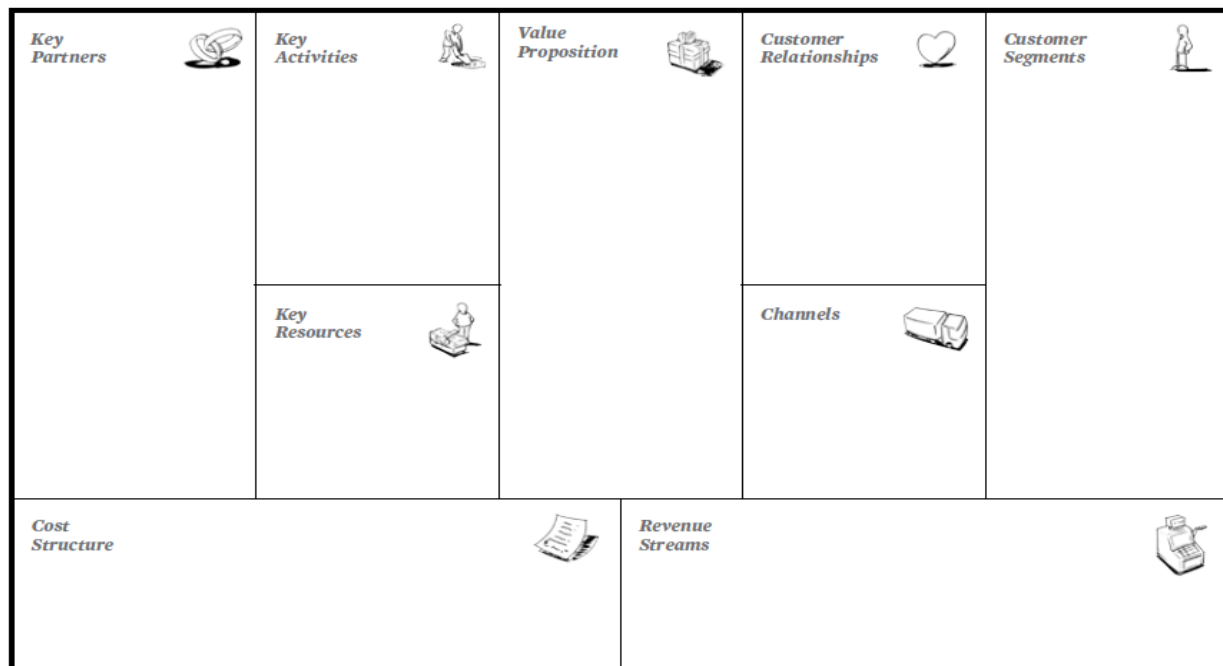 Key
Partners
Key
Activities
Value
Proposition
Customer
Relationships
Customer
Segments
Key
Resources
Channels
Cost
Structure
Revenue
Streams